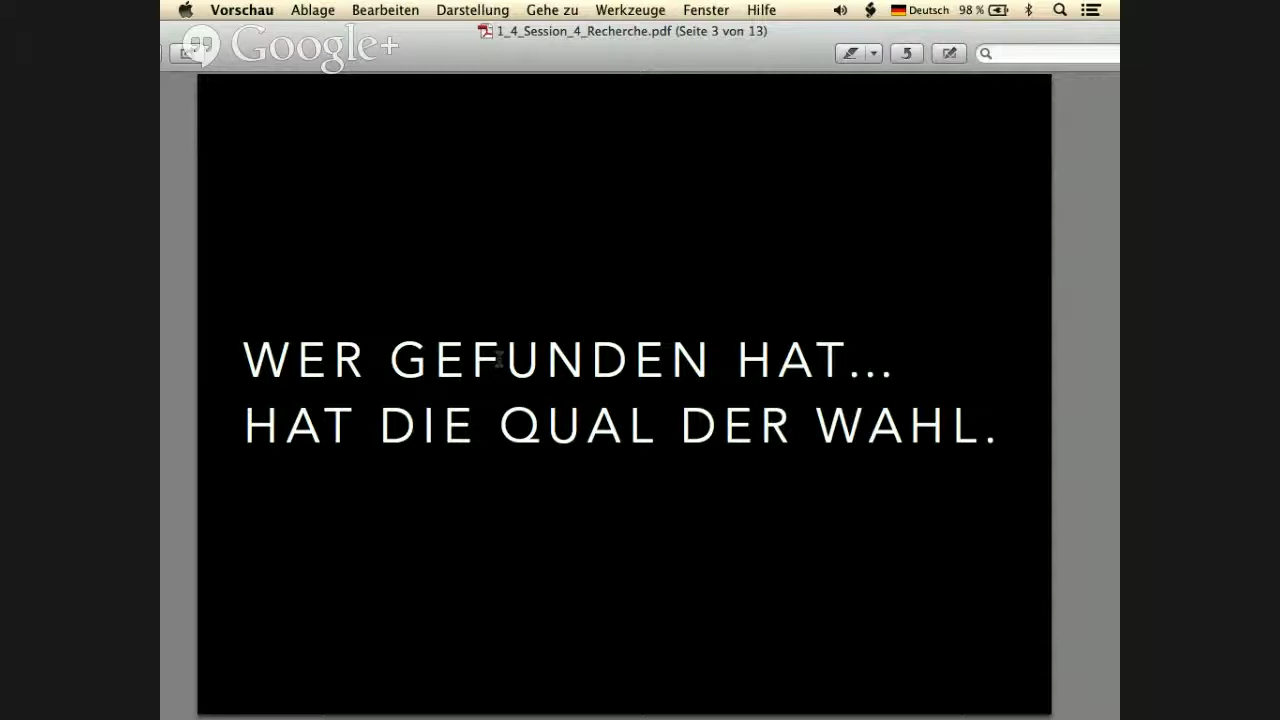 Vorschau Ablage Bearbeiten Darstellung Gehe zu Werkzeuge Fenster Hilfe Deutsch 98 %
Google+
1_4_Session_4_Recherche.pdf (Seite 3 von 13)
WER GEFUNDEN HAT...
HAT DIE QUAL DER WAHL.